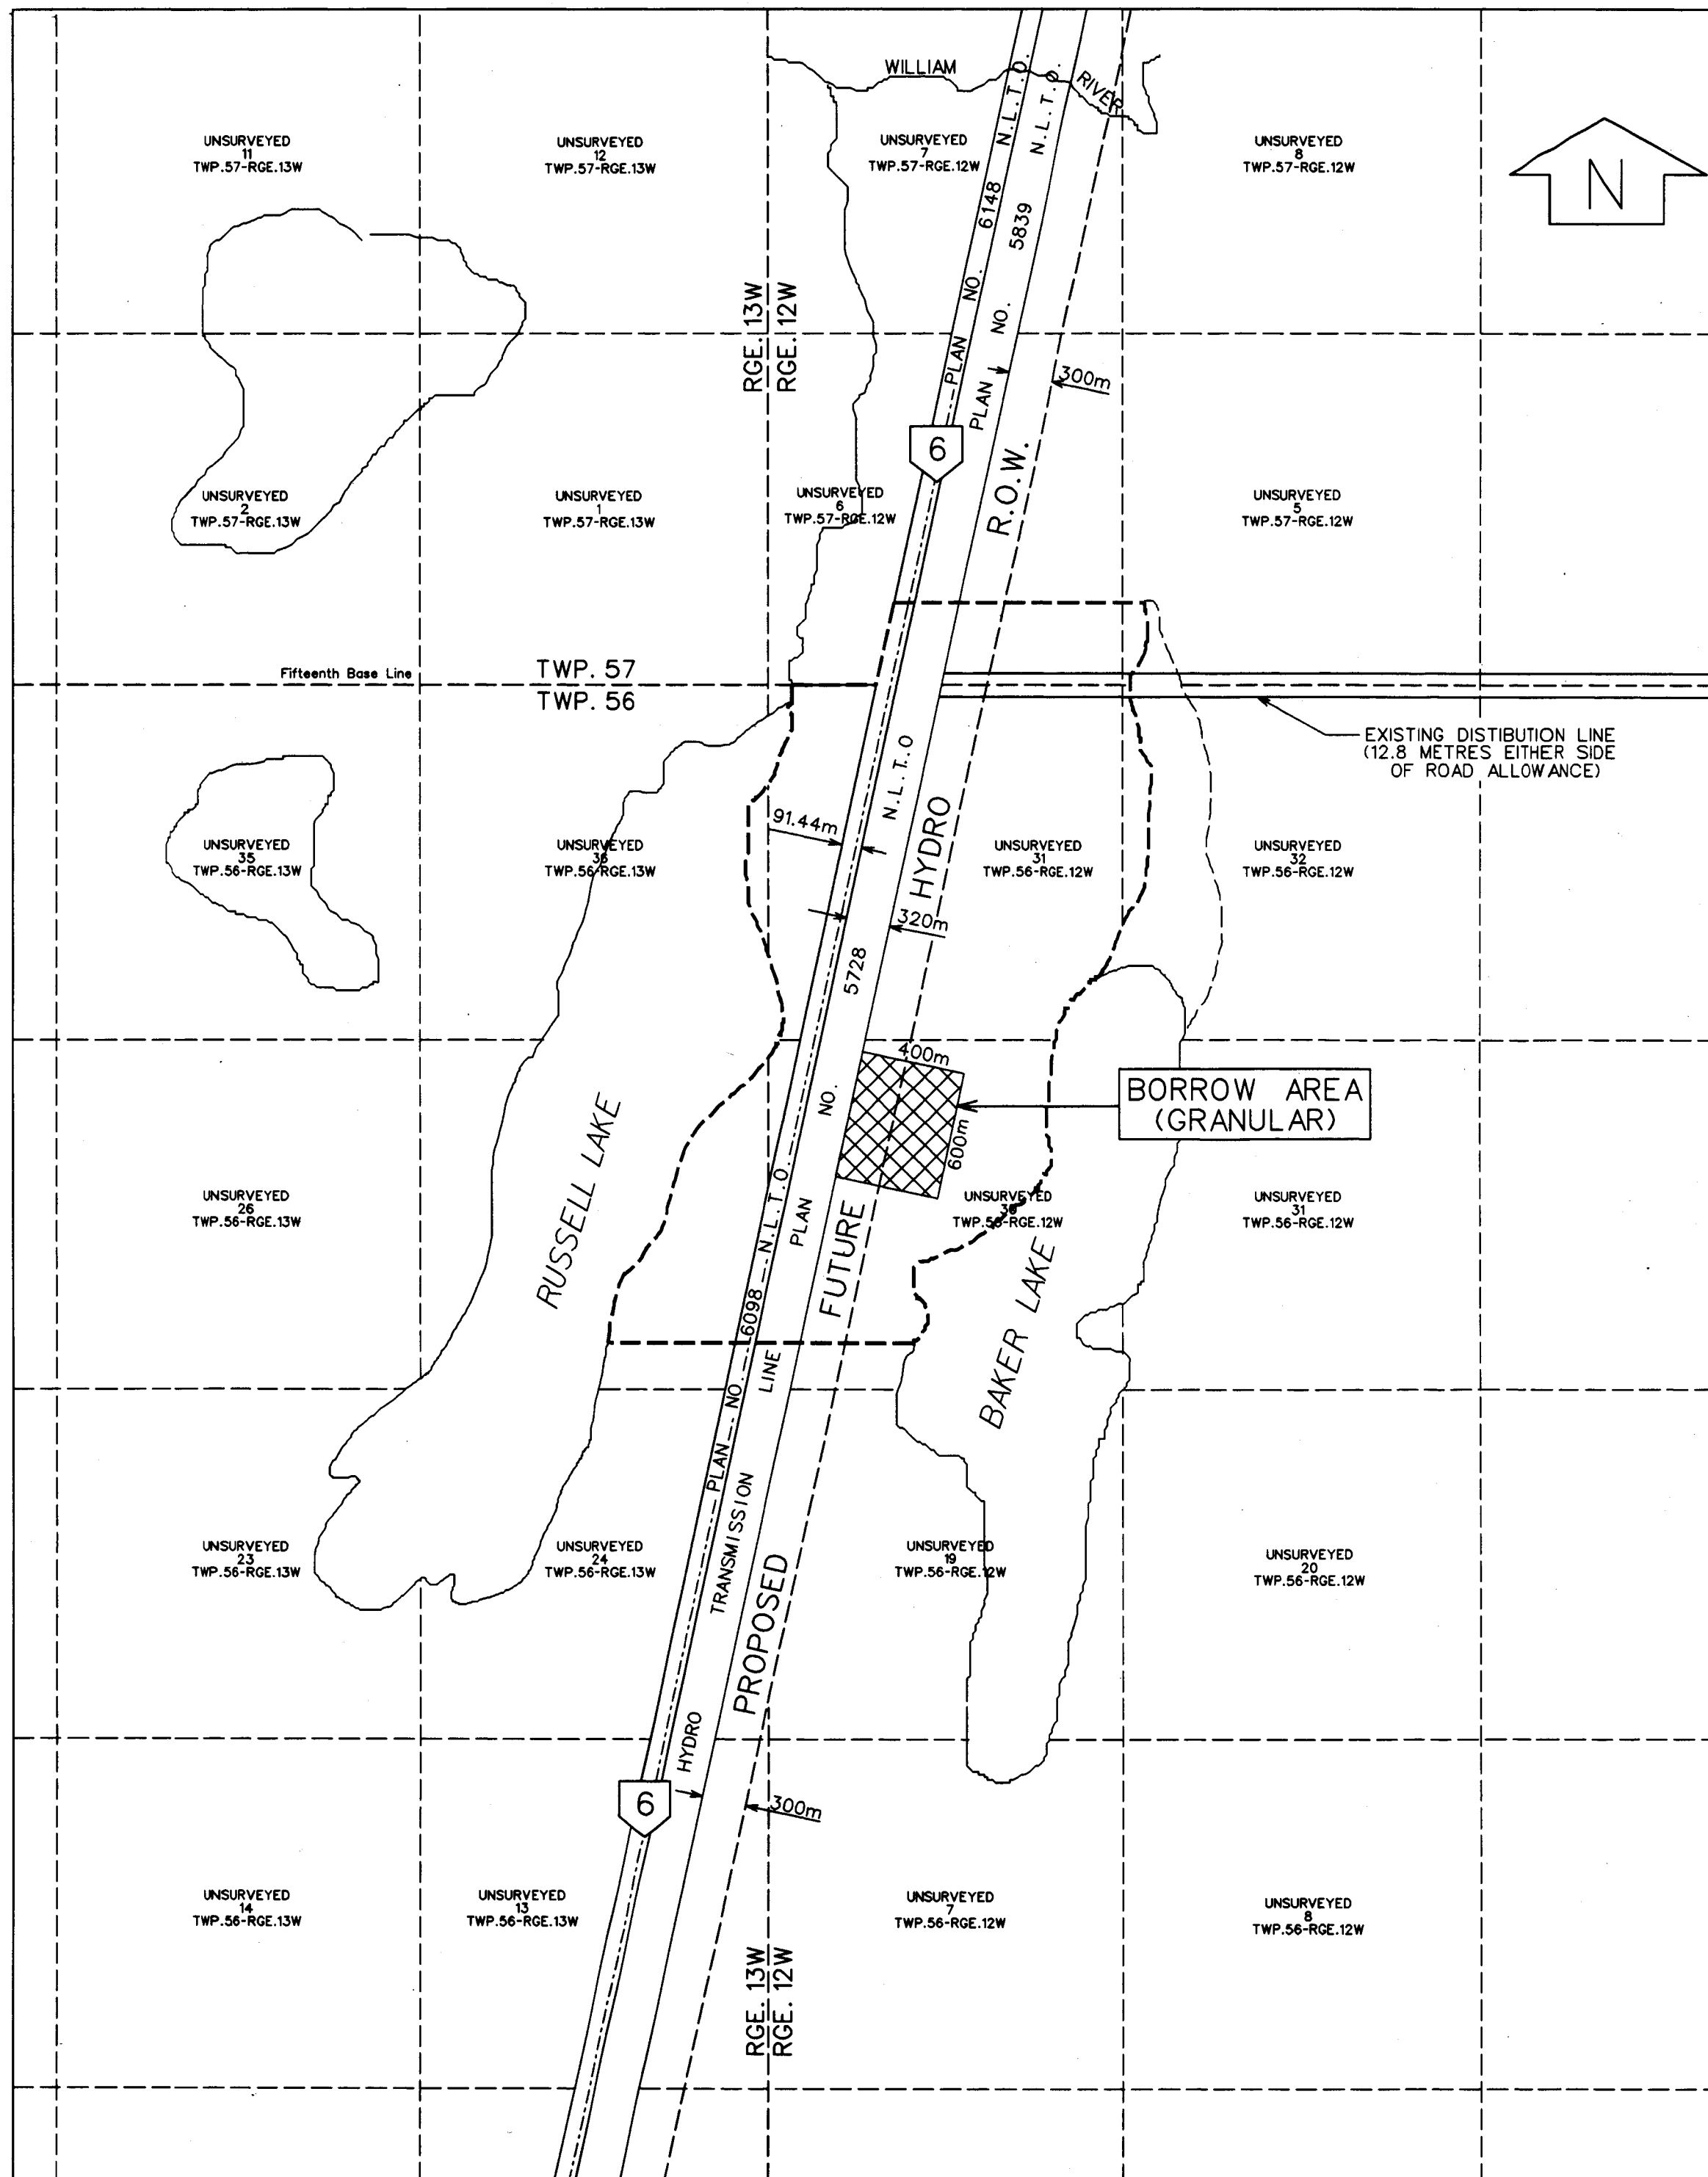 WILLIAM
RIVER
UNSURVEYED
11
TWP.57-RGE.13W
UNSURVEYED
12
TWP.57-RGE.13W
UNSURVEYED
7
TWP.57-RGE.12W
UNSURVEYED
8
TWP.57-RGE.12W
N
PLAN NO. 6148 N.L.T.O.
PLAN NO. 5839 N.L.T.O.
RGE. 13W
RGE. 12W
300m
6
R.O.W.
UNSURVEYED
2
TWP.57-RGE.13W
UNSURVEYED
1
TWP.57-RGE.13W
UNSURVEYED
6
TWP.57-RGE.12W
UNSURVEYED
5
TWP.57-RGE.12W
Fifteenth Base Line
TWP. 57
TWP. 56
EXISTING DISTIBUTION LINE
(12.8 METRES EITHER SIDE
OF ROAD ALLOWANCE)
91.44m
UNSURVEYED
35
TWP.56-RGE.13W
UNSURVEYED
36
TWP.56-RGE.13W
UNSURVEYED
31
TWP.56-RGE.12W
UNSURVEYED
32
TWP.56-RGE.12W
320m
PROPOSED FUTURE HYDRO
HYDRO TRANSMISSION LINE
PLAN NO. 5728 N.L.T.O
400m
600m
BORROW AREA
(GRANULAR)
RUSSELL LAKE
UNSURVEYED
26
TWP.56-RGE.13W
UNSURVEYED
30
TWP.56-RGE.12W
UNSURVEYED
31
TWP.56-RGE.12W
BAKER LAKE
PLAN NO. 6098 N.L.T.O.
UNSURVEYED
23
TWP.56-RGE.13W
UNSURVEYED
24
TWP.56-RGE.13W
UNSURVEYED
19
TWP.56-RGE.12W
UNSURVEYED
20
TWP.56-RGE.12W
6
300m
UNSURVEYED
14
TWP.56-RGE.13W
UNSURVEYED
13
TWP.56-RGE.13W
UNSURVEYED
7
TWP.56-RGE.12W
UNSURVEYED
8
TWP.56-RGE.12W
RGE. 13W
RGE. 12W